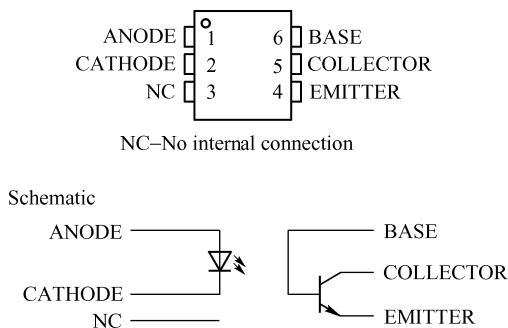 ANODE 1 6 BASE
CATHODE 2 5 COLLECTOR
NC 3 4 EMITTER
NC–No internal connection
Schematic
ANODE BASE
COLLECTOR
CATHODE
NC EMITTER